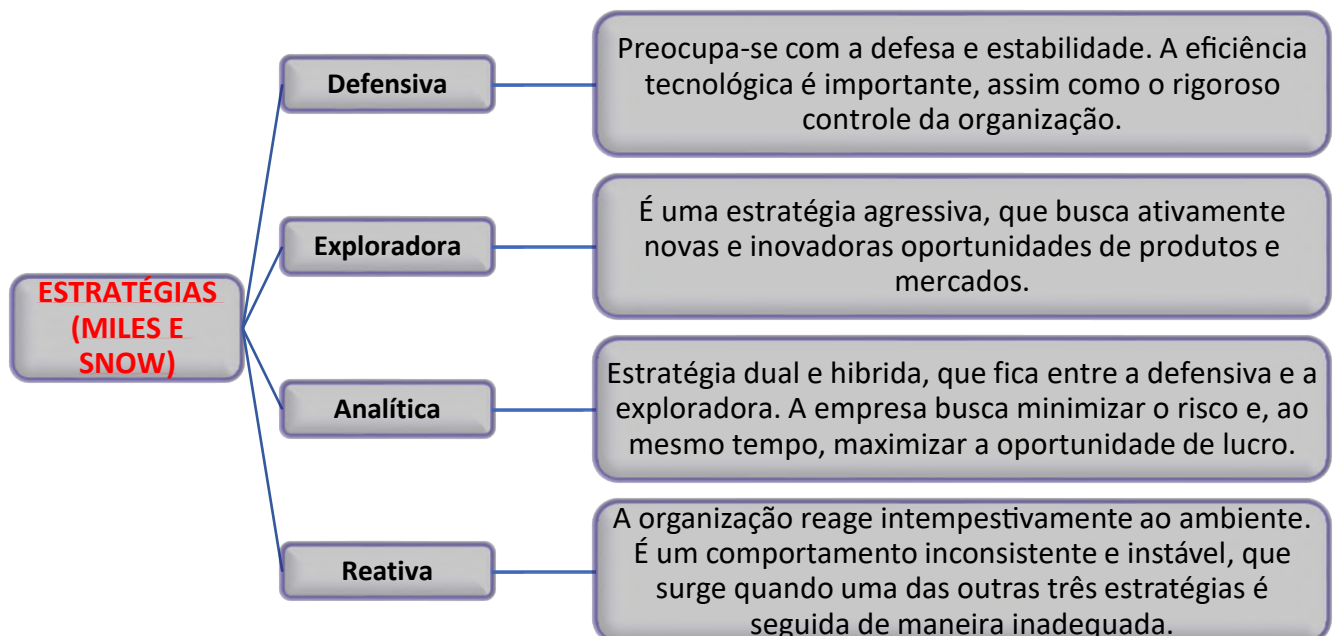 ESTRATÉGIAS
(MILES E
SNOW)
Defensiva
Preocupa-se com a defesa e estabilidade. A eficiência
tecnológica é importante, assim como o rigoroso
controle da organização.
Exploradora
É uma estratégia agressiva, que busca ativamente
novas e inovadoras oportunidades de produtos e
mercados.
Analítica
Estratégia dual e hibrida, que fica entre a defensiva e a
exploradora. A empresa busca minimizar o risco e, ao
mesmo tempo, maximizar a oportunidade de lucro.
Reativa
A organização reage intempestivamente ao ambiente.
É um comportamento inconsistente e instável, que
surge quando uma das outras três estratégias é
seguida de maneira inadequada.